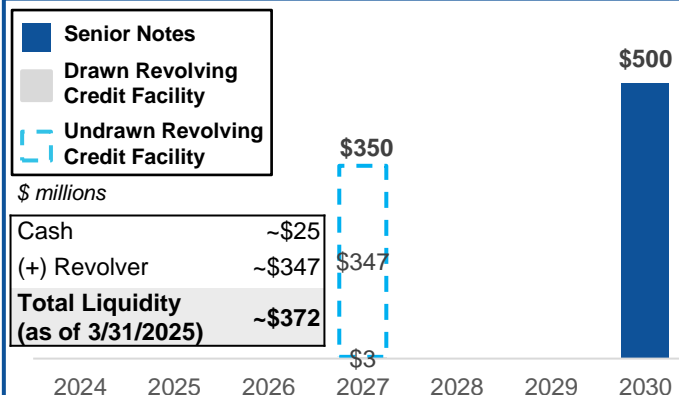 Senior Notes
Drawn Revolving
Credit Facility
Undrawn Revolving
Credit Facility
$ millions
Cash ~$25
(+) Revolver ~$347
Total Liquidity
(as of 3/31/2025) ~$372
$350
$347
$3
$500
2024 2025 2026 2027 2028 2029 2030